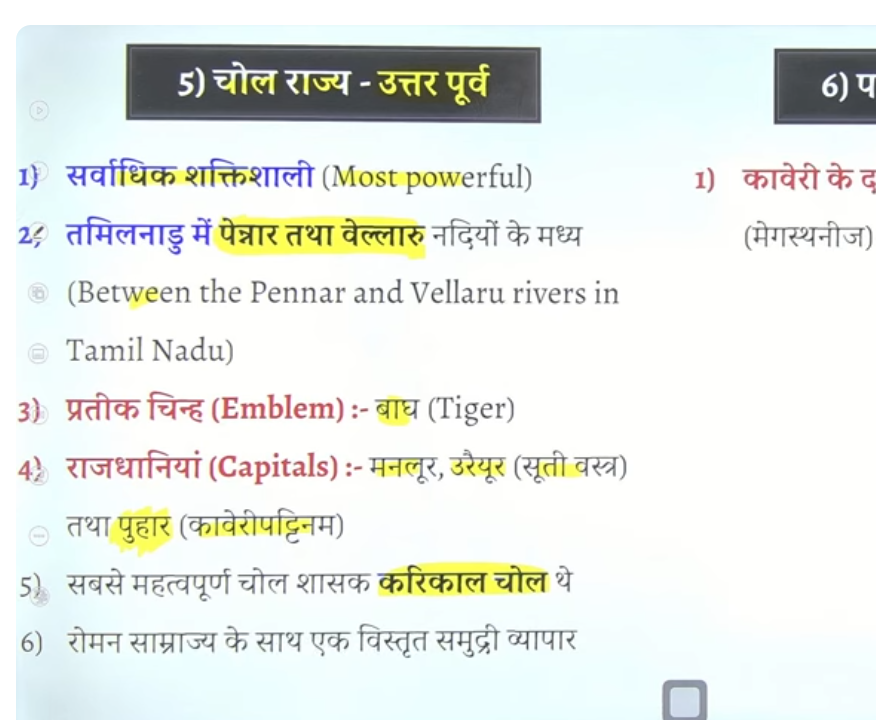 5) चोल राज्य - उत्तर पूर्व
1) सर्वाधिक शक्तिशाली (Most powerful)
2) तमिलनाडु में पेन्नार तथा वेल्लारु नदियों के मध्य
(Between the Pennar and Vellaru rivers in
Tamil Nadu)
3) प्रतीक चिन्ह (Emblem) :- बाघ (Tiger)
4) राजधानियां (Capitals) :- मनलूर, उरैयूर (सूती वस्त्र)
तथा पुहार (कावेरीपट्टिनम)
5) सबसे महत्वपूर्ण चोल शासक करिकाल चोल थे
6) रोमन साम्राज्य के साथ एक विस्तृत समुद्री व्यापार
6)
1) कावेरी के
(मेगस्थनीज)